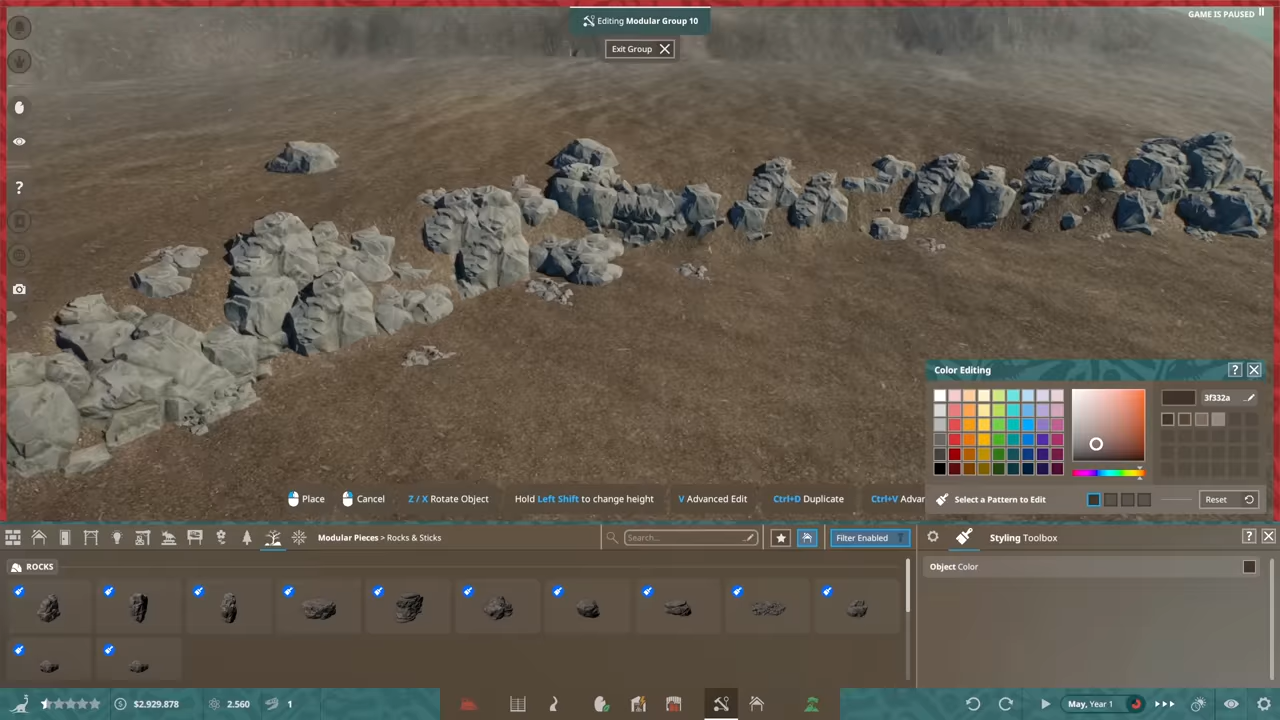 Editing Modular Group 10
GAME IS PAUSED
Exit Group
?
Color Editing
?
3f332a
Place
Cancel
Z / X Rotate Object
Hold Left Shift to change height
V Advanced Edit
Ctrl+D Duplicate
Ctrl+V Advar
Select a Pattern to Edit
Reset
Modular Pieces > Rocks & Sticks
Search...
Filter Enabled
Styling Toolbox
?
ROCKS
Object Color
$2.929.878
2.560
1
May, Year 1